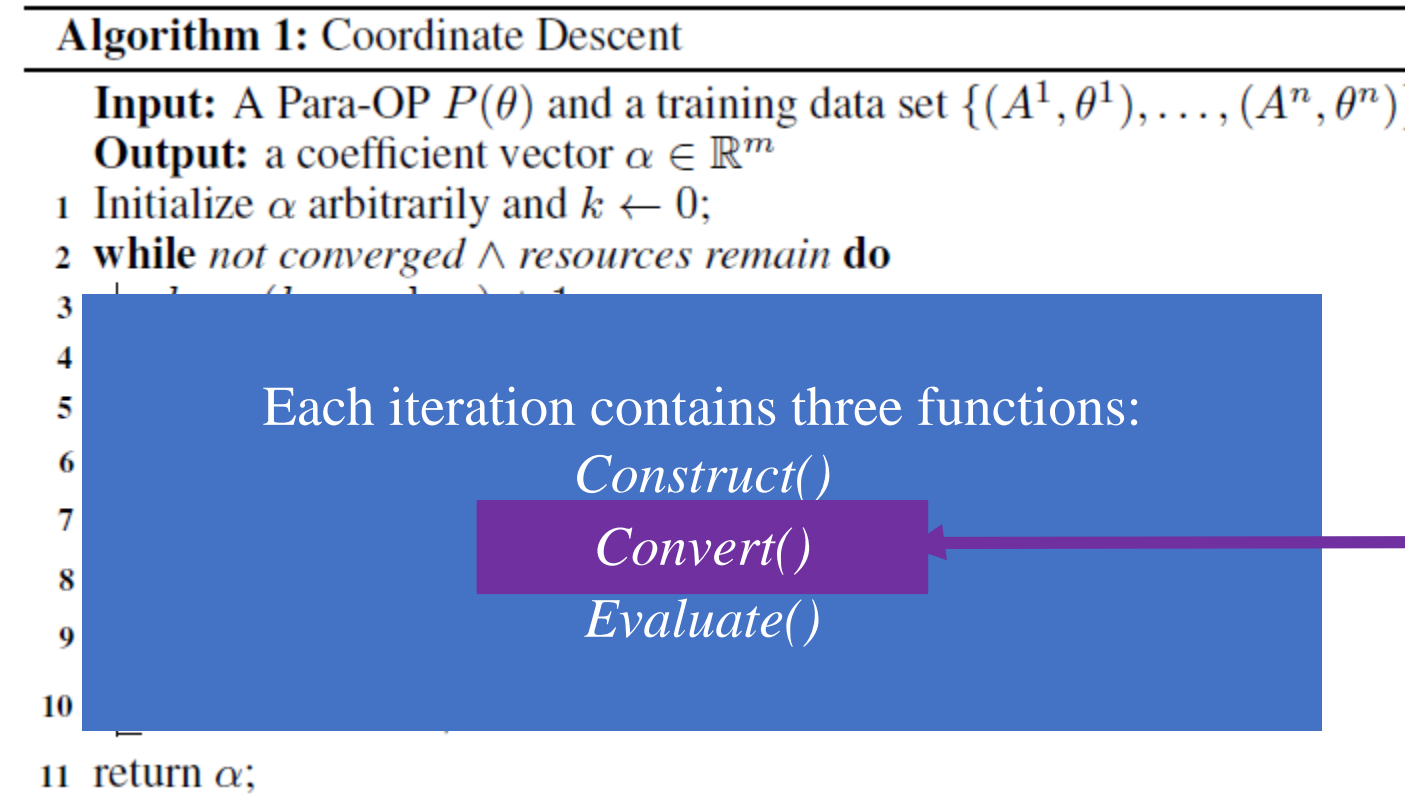 Algorithm 1: Coordinate Descent
Input: A Para-OP P(θ) and a training data set {(A¹, θ¹), . . . , (Aⁿ, θⁿ)}
Output: a coefficient vector α ∈ ℝᵐ
1 Initialize α arbitrarily and k ← 0;
2 while not converged ∧ resources remain do
3
4
5 Each iteration contains three functions:
6 Construct()
7 Convert()
8
9 Evaluate()
10
11 return α;